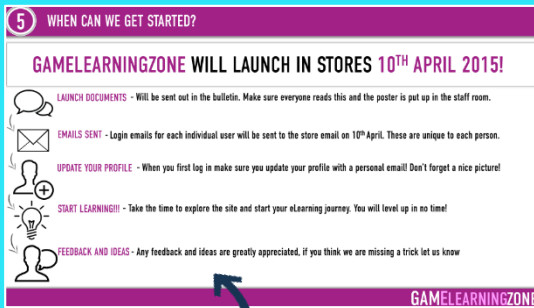 5 WHEN CAN WE GET STARTED?
GAMELEARNINGZONE WILL LAUNCH IN STORES 10TH APRIL 2015!
LAUNCH DOCUMENTS - Will be sent out in the bulletin. Make sure everyone reads this and the poster is put up in the staff room.
EMAILS SENT - Login emails for each individual user will be sent to the store email on 10th April. These are unique to each person.
UPDATE YOUR PROFILE - When you first log in make sure you update your profile with a personal email! Don't forget a nice picture!
START LEARNING!!! - Take the time to explore the site and start your eLearning journey. You will level up in no time!
FEEDBACK AND IDEAS - Any feedback and ideas are greatly appreciated, if you think we are missing a trick let us know
GAMELEARNINGZONE